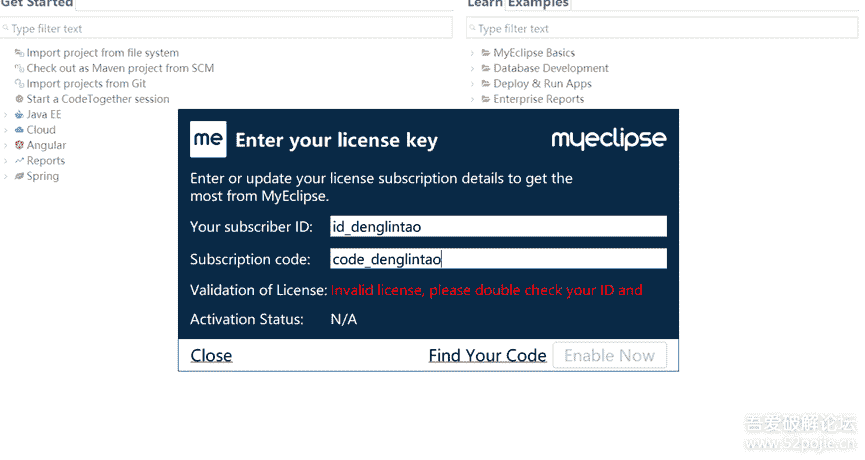 Get Started
Learn Examples
Type filter text
Type filter text
Import project from file system
Check out as Maven project from SCM
Import projects from Git
Start a CodeTogether session
Java EE
Cloud
Angular
Reports
Spring
MyEclipse Basics
Database Development
Deploy & Run Apps
Enterprise Reports
me Enter your license key
myeclipse
Enter or update your license subscription details to get the
most from MyEclipse.
Your subscriber ID: id_denglintao
Subscription code: code_denglintao
Validation of License: Invalid license, please double check your ID and
Activation Status: N/A
Close
Find Your Code
Enable Now
吾爱破解论坛
www.52pojie.cn